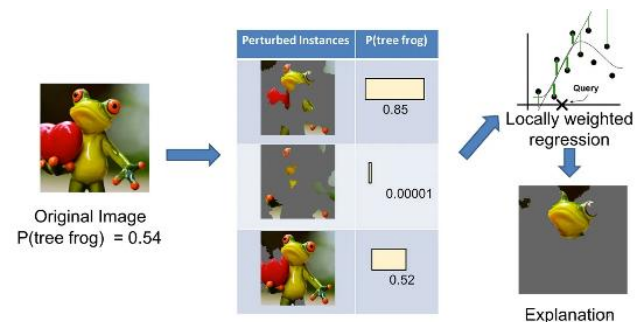 Original Image
P(tree frog) = 0.54
Perturbed Instances
P(tree frog)
0.85
0.00001
0.52
Query
Locally weighted
regression
Explanation